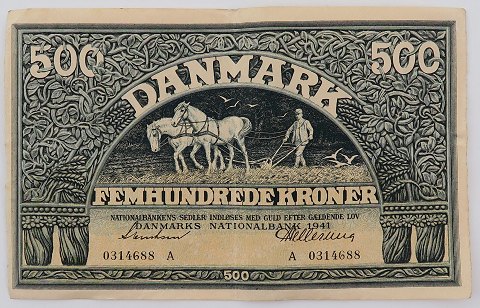 500 500
DANMARK
FEMHUNDREDE KRONER
NATIONALBANKENS SEDLER INDLØSES MED GULD EFTER GÆLDENDE LOV
DANMARKS NATIONALBANK 1941
0314688 A A 0314688
500